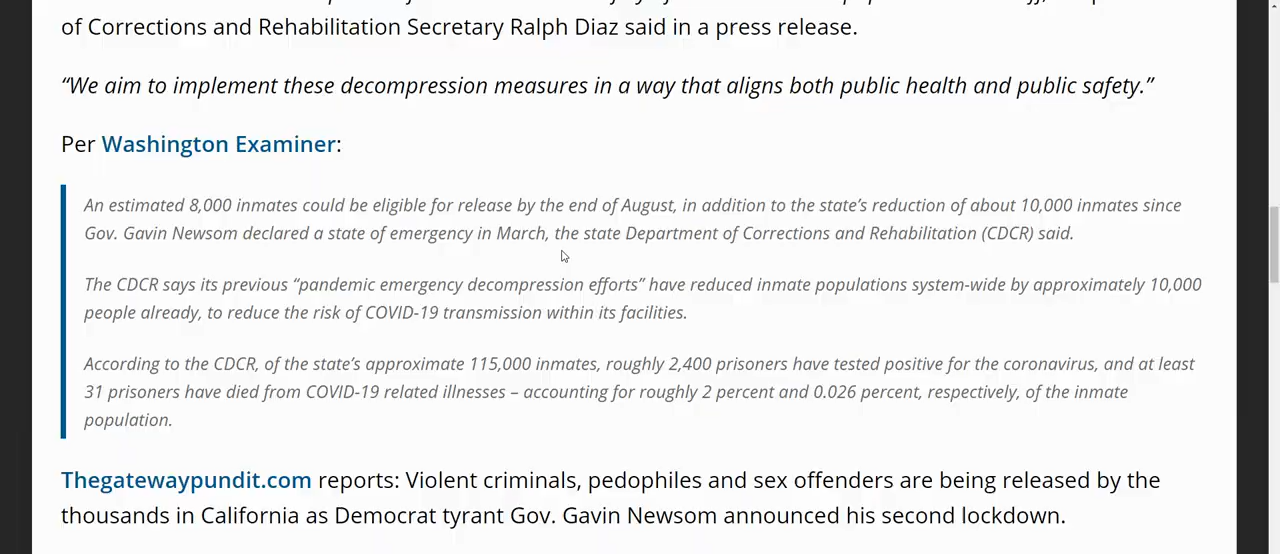 of Corrections and Rehabilitation Secretary Ralph Diaz said in a press release.
“We aim to implement these decompression measures in a way that aligns both public health and public safety.”
Per Washington Examiner:
An estimated 8,000 inmates could be eligible for release by the end of August, in addition to the state’s reduction of about 10,000 inmates since
Gov. Gavin Newsom declared a state of emergency in March, the state Department of Corrections and Rehabilitation (CDCR) said.
The CDCR says its previous “pandemic emergency decompression efforts” have reduced inmate populations system-wide by approximately 10,000
people already, to reduce the risk of COVID-19 transmission within its facilities.
According to the CDCR, of the state’s approximate 115,000 inmates, roughly 2,400 prisoners have tested positive for the coronavirus, and at least
31 prisoners have died from COVID-19 related illnesses – accounting for roughly 2 percent and 0.026 percent, respectively, of the inmate
population.
Thegatewaypundit.com reports: Violent criminals, pedophiles and sex offenders are being released by the
thousands in California as Democrat tyrant Gov. Gavin Newsom announced his second lockdown.